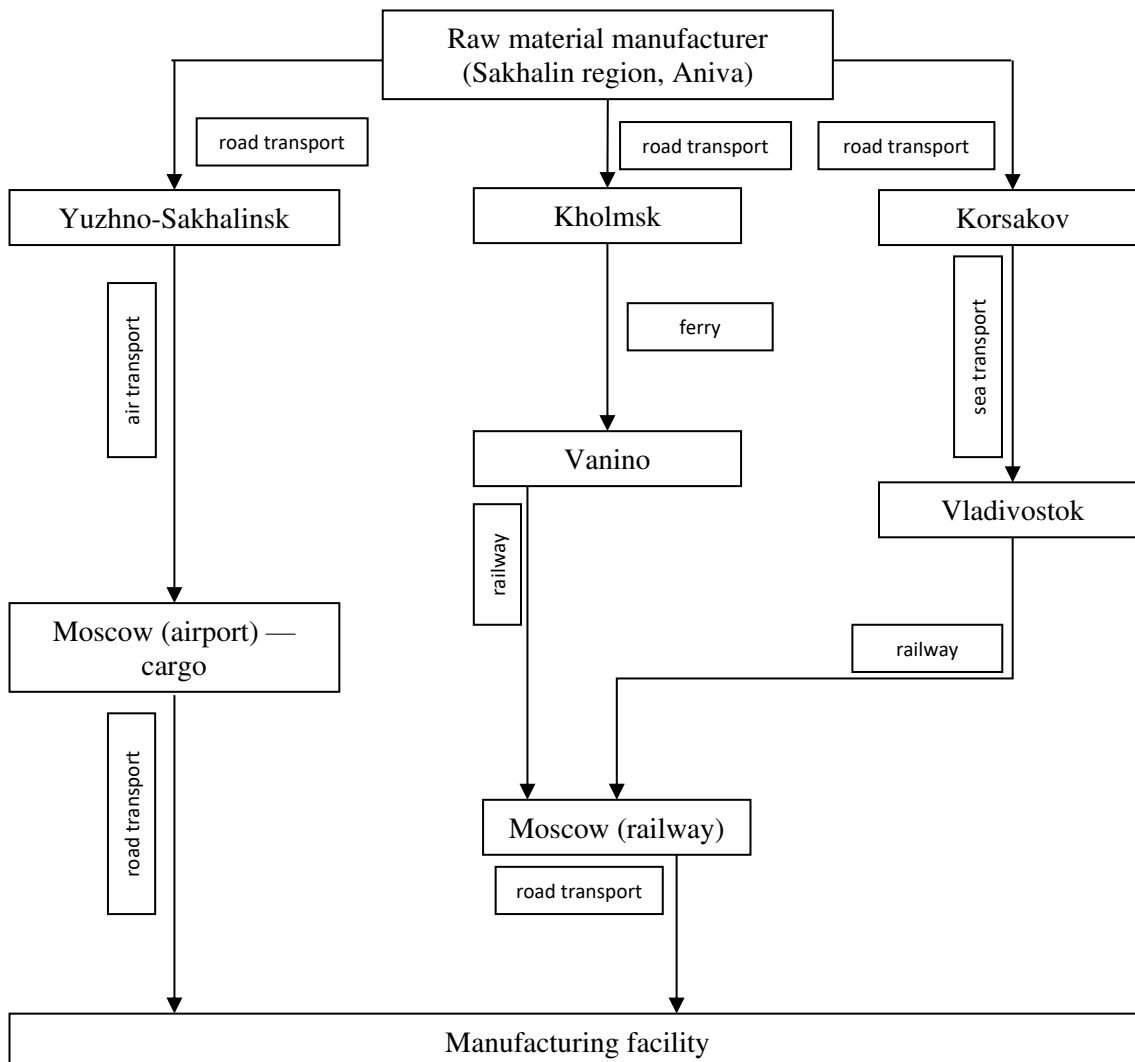 Raw material manufacturer
(Sakhalin region, Aniva)
road transport
road transport
road transport
Yuzhno-Sakhalinsk
Kholmsk
Korsakov
air transport
ferry
sea transport
Vanino
Vladivostok
railway
Moscow (airport) —
cargo
railway
road transport
Moscow (railway)
road transport
Manufacturing facility